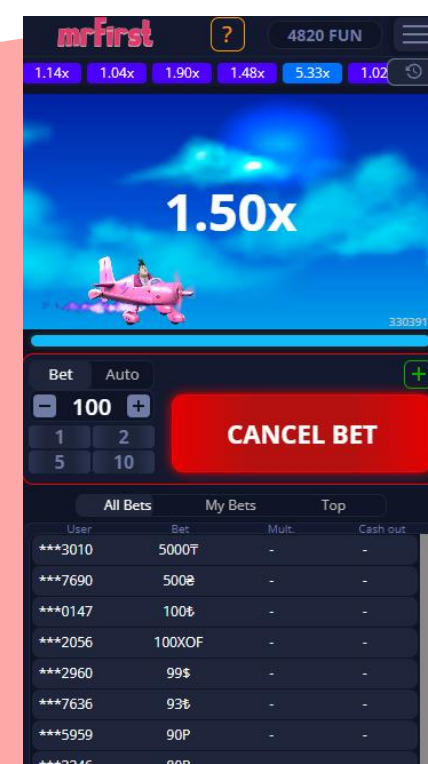 mrfirst ? 4820 FUN
1.14x 1.04x 1.90x 1.48x 5.33x 1.02
1.50x
330391
Bet Auto
100
CANCEL BET
1 2
5 10
All Bets My Bets Top
User Bet Mult. Cash out
***3010 5000₸ - -
***7690 500₴ - -
***0147 100₺ - -
***2056 100XOF - -
***2960 99$ - -
***7636 93₺ - -
***5959 90P - -